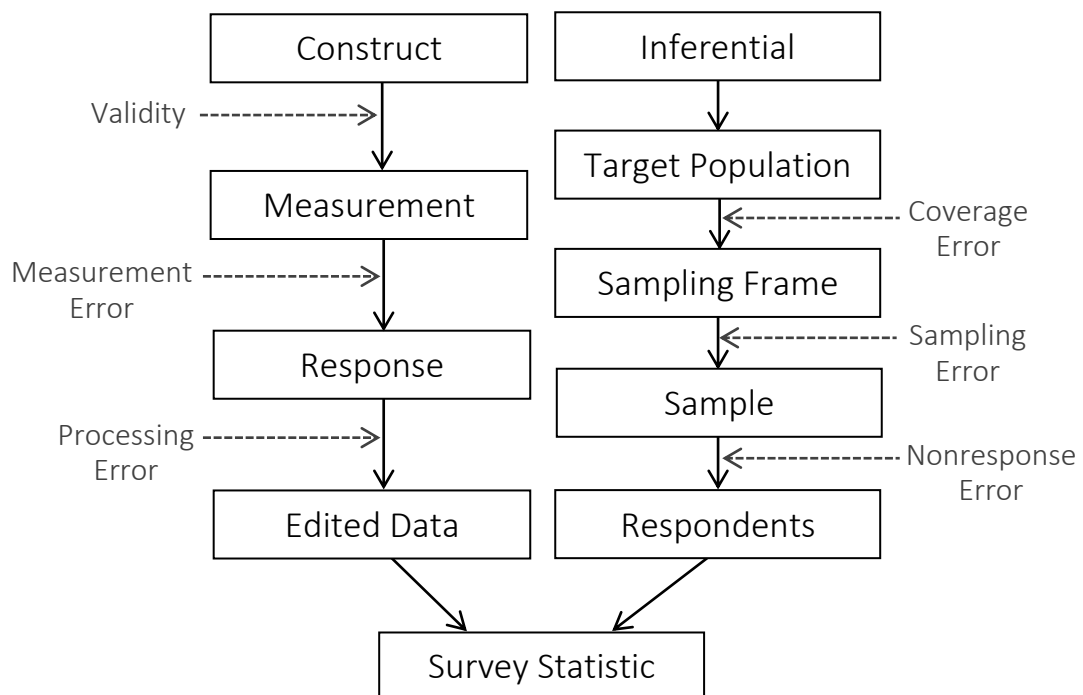 Construct
Inferential
Validity
Target Population
Measurement
Coverage
Error
Measurement
Error
Sampling Frame
Sampling
Error
Response
Sample
Processing
Error
Nonresponse
Error
Edited Data
Respondents
Survey Statistic